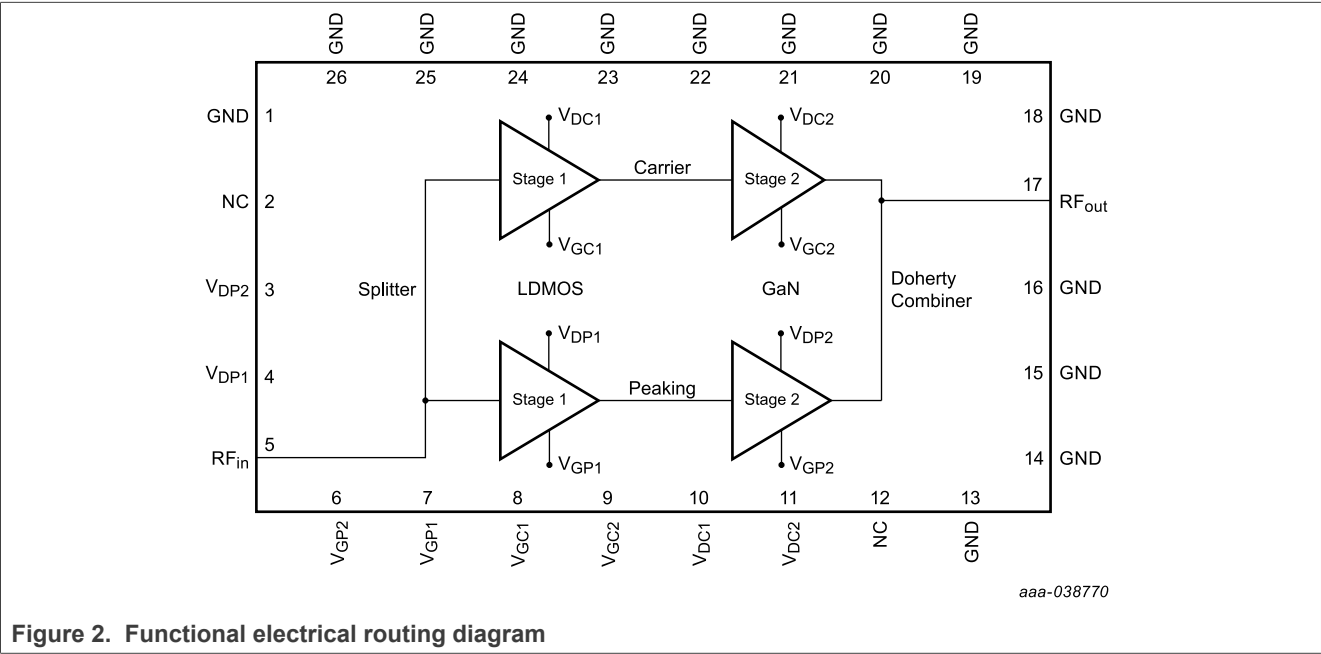 GND GND GND GND GND GND GND GND
26 25 24 23 22 21 20 19
GND 1
V_DC1
V_DC2
18 GND
Stage 1
Carrier
Stage 2
17
NC 2
RF_out
V_GC1
V_GC2
V_DP2 3
Splitter
LDMOS
GaN
Doherty
Combiner
16 GND
V_DP1
V_DP2
V_DP1 4
15 GND
Stage 1
Peaking
Stage 2
RF_in 5
V_GP1
V_GP2
14 GND
6 7 8 9 10 11 12 13
V_GP2 V_GP1 V_GC1 V_GC2 V_DC1 V_DC2 NC GND
aaa-038770
Figure 2. Functional electrical routing diagram